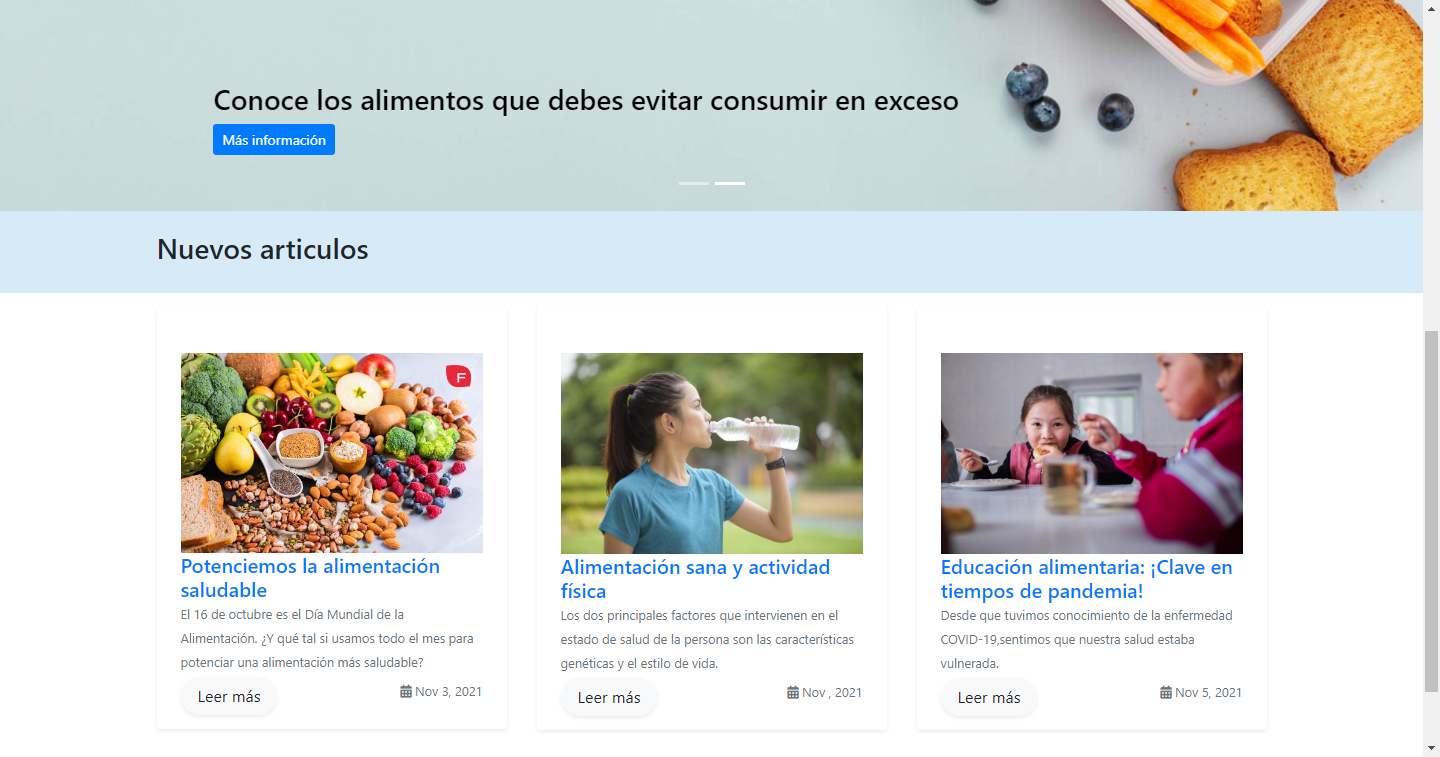 Conoce los alimentos que debes evitar consumir en exceso
Más información
Nuevos articulos
F
Potenciemos la alimentación
saludable
El 16 de octubre es el Día Mundial de la
Alimentación. ¿Y qué tal si usamos todo el mes para
potenciar una alimentación más saludable?
Leer más
Nov 3, 2021
Alimentación sana y actividad
física
Los dos principales factores que intervienen en el
estado de salud de la persona son las características
genéticas y el estilo de vida.
Leer más
Nov , 2021
Educación alimentaria: ¡Clave en
tiempos de pandemia!
Desde que tuvimos conocimiento de la enfermedad
COVID-19,sentimos que nuestra salud estaba
vulnerada.
Leer más
Nov 5, 2021